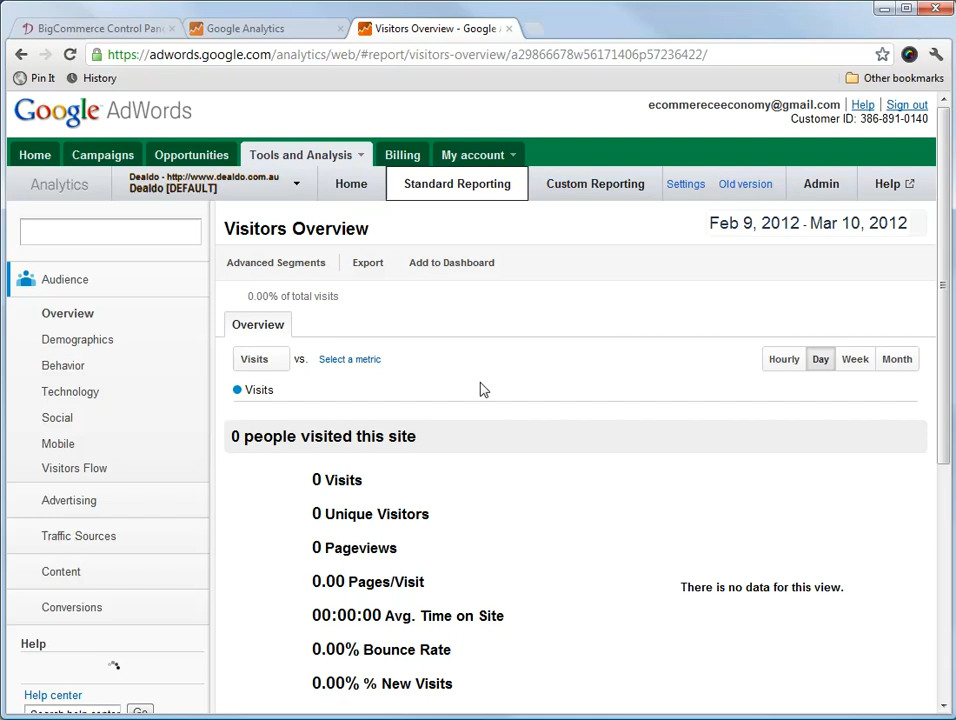 BigCommerce Control Pan
Google Analytics
Visitors Overview - Google
https://adwords.google.com/analytics/web/#report/visitors-overview/a29866678w56171406p57236422/
Pin It
History
Other bookmarks
Google AdWords
ecommereceeconomy@gmail.com
Help
Sign out
Customer ID: 386-891-0140
Home
Campaigns
Opportunities
Tools and Analysis
Billing
My account
Analytics
Dealdo - http://www.dealdo.com.au
Dealdo [DEFAULT]
Home
Standard Reporting
Custom Reporting
Settings
Old version
Admin
Help
Visitors Overview
Feb 9, 2012 - Mar 10, 2012
Advanced Segments
Export
Add to Dashboard
Audience
Overview
Demographics
Behavior
Technology
Social
Mobile
Visitors Flow
Advertising
Traffic Sources
Content
Conversions
Help
Help center
Search help center
Go
0.00% of total visits
Overview
Visits
vs.
Select a metric
Hourly
Day
Week
Month
Visits
0 people visited this site
0 Visits
0 Unique Visitors
0 Pageviews
0.00 Pages/Visit
00:00:00 Avg. Time on Site
0.00% Bounce Rate
0.00% % New Visits
There is no data for this view.